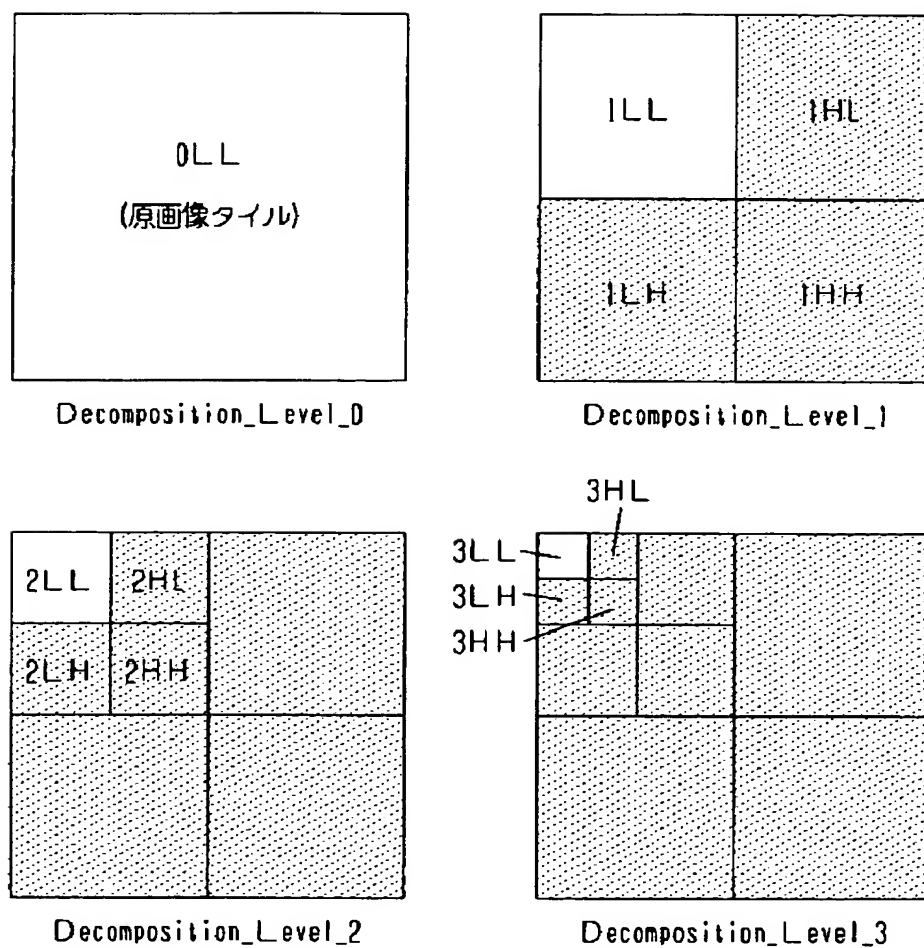 0LL
(原画像タイル)
Decomposition_Level_0
1LL
1HL
1LH
1HH
Decomposition_Level_1
2LL
2HL
2LH
2HH
Decomposition_Level_2
3HL
3LL
3LH
3HH
Decomposition_Level_3